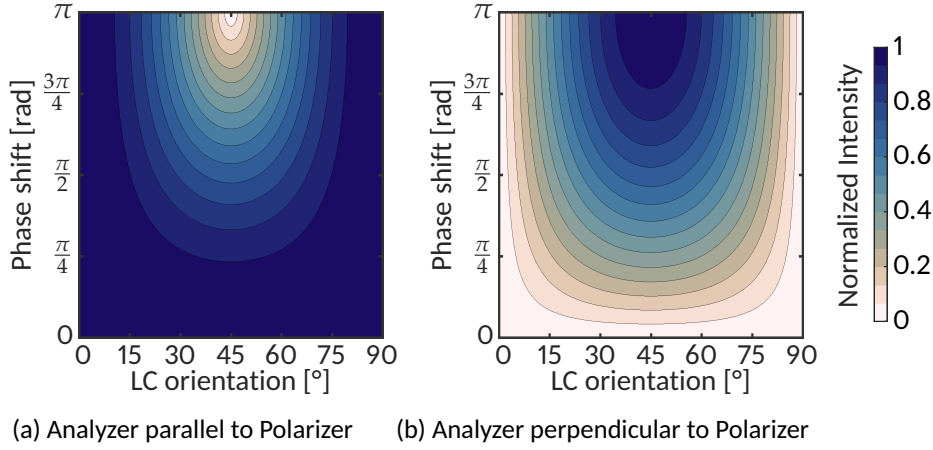 π
3π/4
π/2
π/4
0
Phase shift [rad]
0 15 30 45 60 75 90
LC orientation [°]
(a) Analyzer parallel to Polarizer
π
3π/4
π/2
π/4
0
Phase shift [rad]
0 15 30 45 60 75 90
LC orientation [°]
(b) Analyzer perpendicular to Polarizer
Normalized Intensity
1
0.8
0.6
0.4
0.2
0